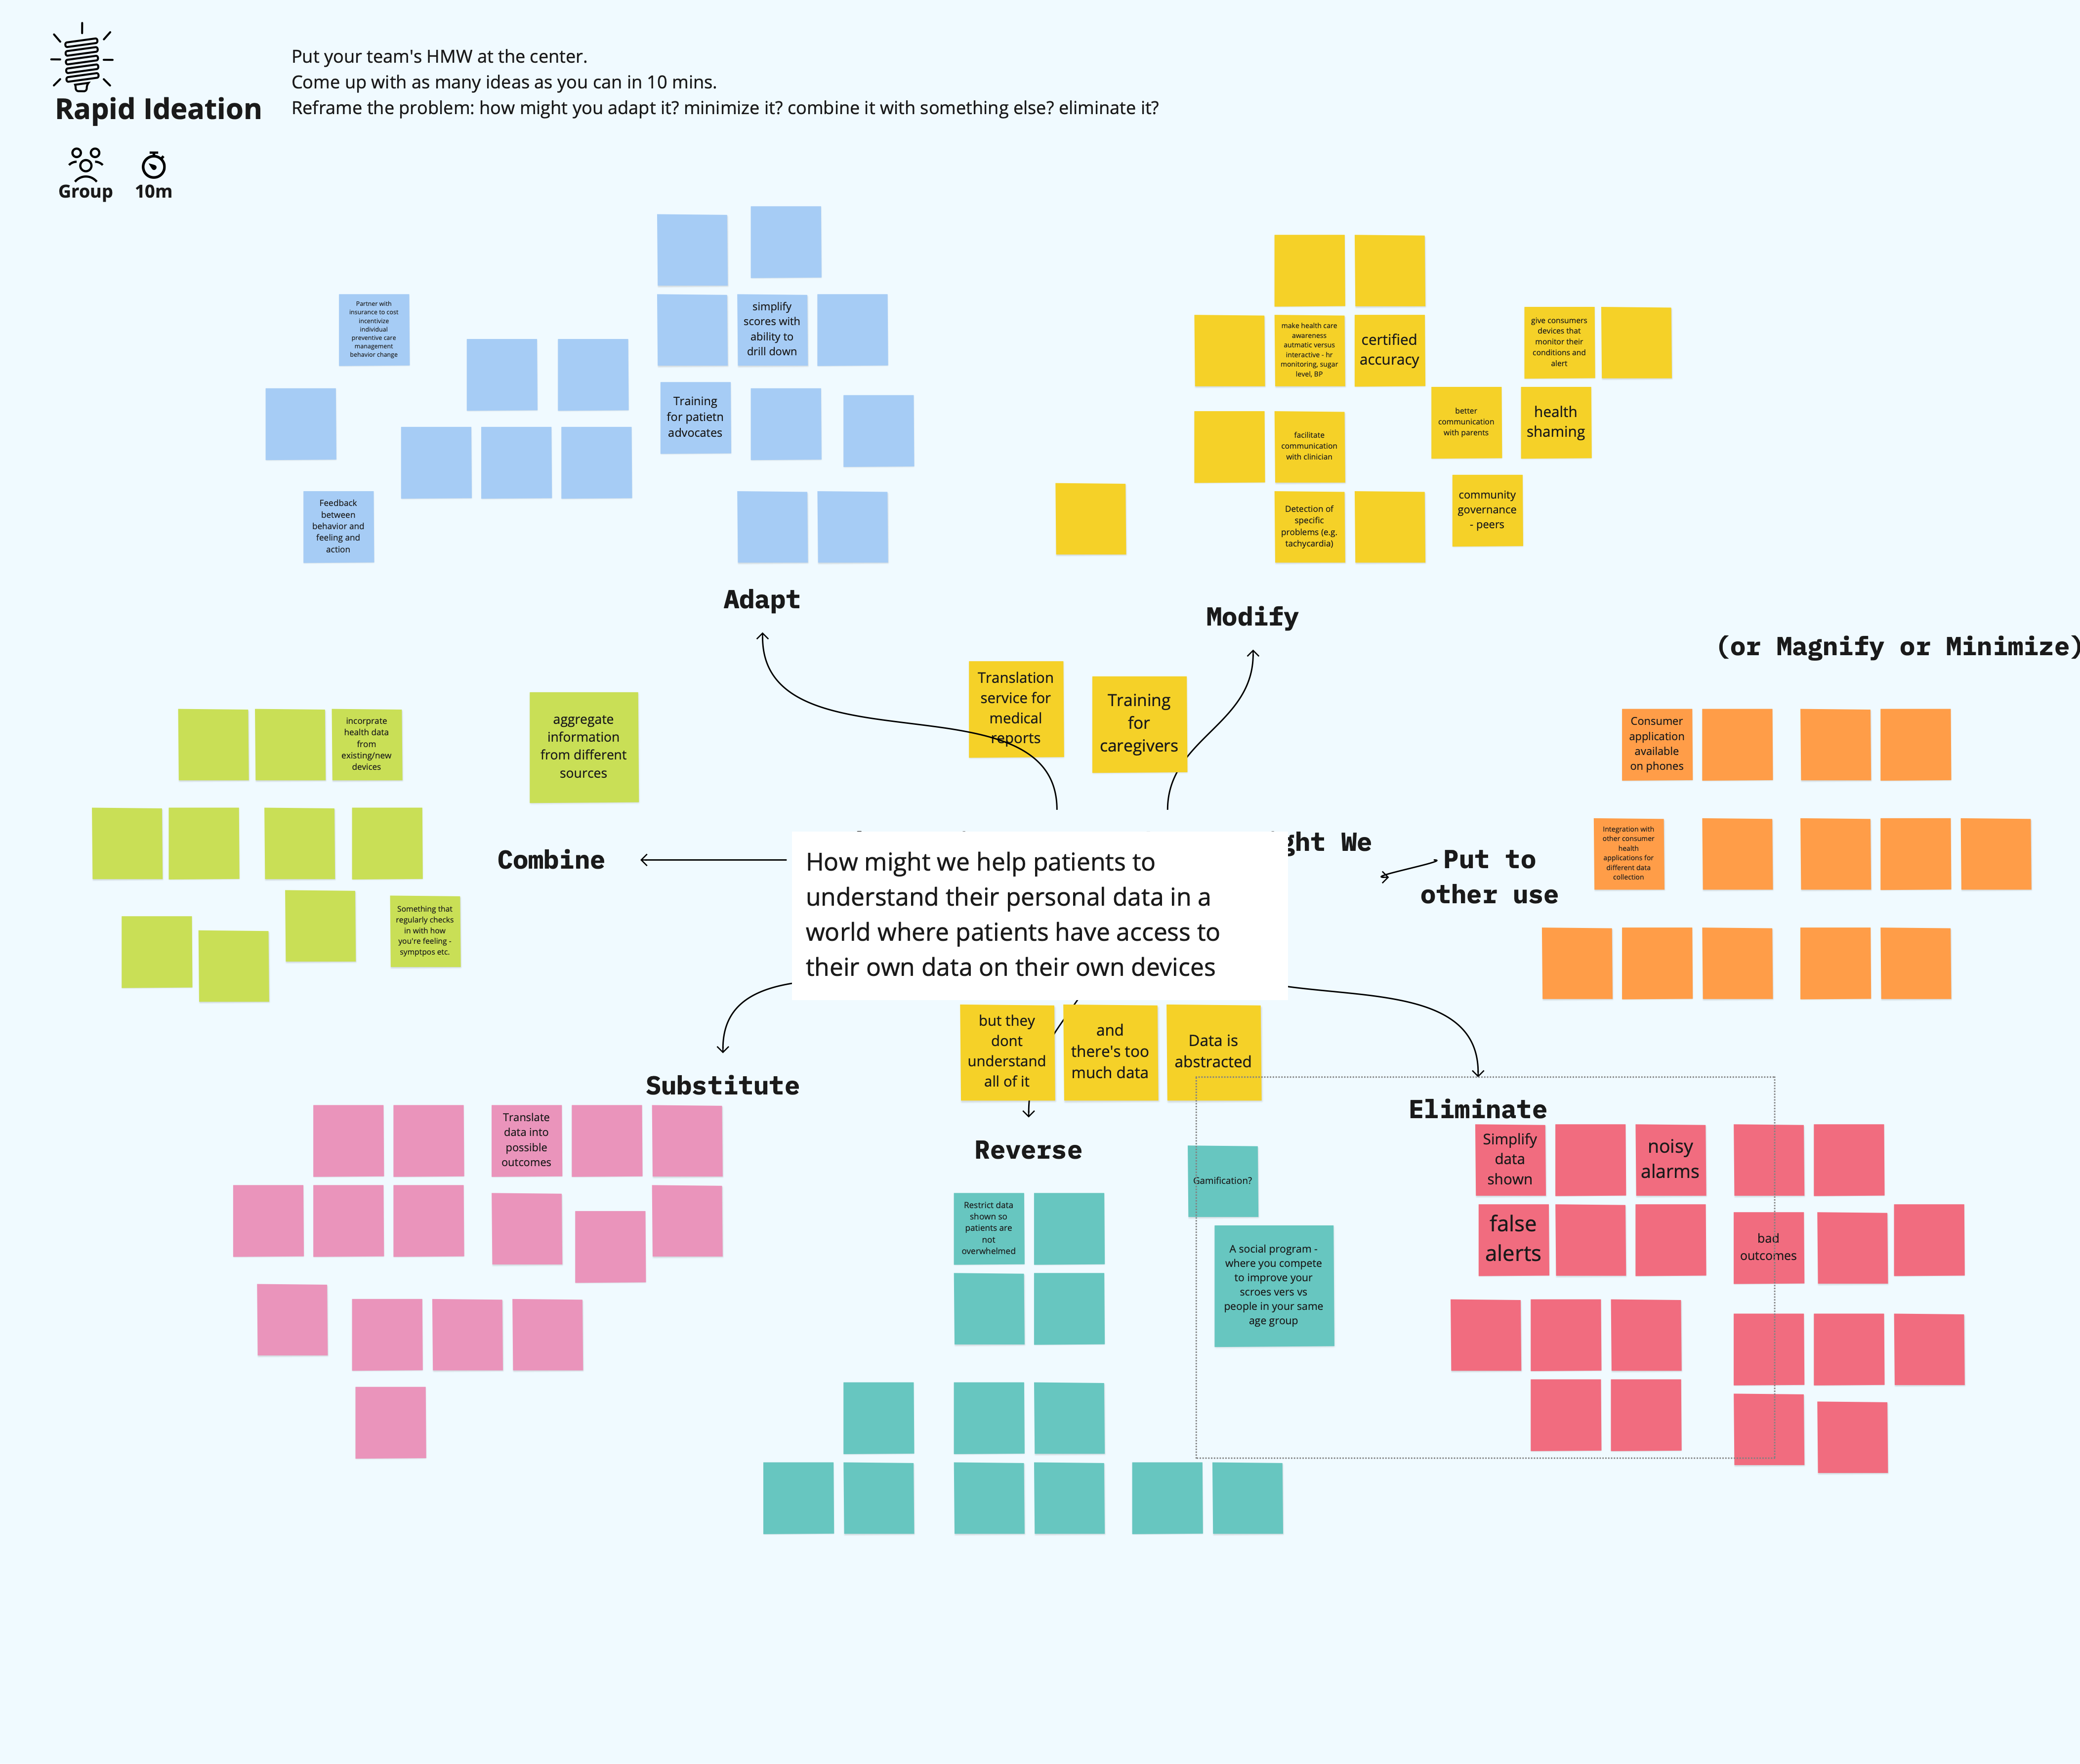 Put your team's HMW at the center.
Come up with as many ideas as you can in 10 mins.
Reframe the problem: how might you adapt it? minimize it? combine it with something else? eliminate it?
Rapid Ideation
Group
10m
Partner with
insurance to cost
incentivize
individual
preventive care
management
behavior change
simplify
scores with
ability to
drill down
Training
for patietn
advocates
Feedback
between
behavior and
feeling and
action
Adapt
make health care
awareness
autmatic versus
interactive - hr
monitoring, sugar
level, BP
certified
accuracy
give consumers
devices that
monitor their
conditions and
alert
facilitate
communication
with clinician
better
communication
with parents
health
shaming
Detection of
specific
problems (e.g.
tachycardia)
community
governance
- peers
Modify
(or Magnify or Minimize)
Translation
service for
medical
reports
Training
for
caregivers
incorprate
health data
from
existing/new
devices
aggregate
information
from different
sources
Combine
Something that
regularly checks
in with how
you're feeling -
symptpos etc.
ght We
How might we help patients to
understand their personal data in a
world where patients have access to
their own data on their own devices
Put to
other use
Consumer
application
available
on phones
Integration with
other consumer
health
applications for
different data
collection
but they
dont
understand
all of it
and
there's too
much data
Data is
abstracted
Substitute
Translate
data into
possible
outcomes
Reverse
Restrict data
shown so
patients are
not
overwhelmed
Gamification?
A social program -
where you compete
to improve your
scroes vers vs
people in your same
age group
Eliminate
Simplify
data
shown
noisy
alarms
false
alerts
bad
outcomes